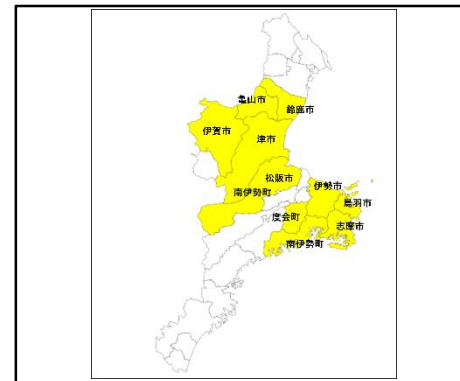 亀山市
鈴鹿市
伊賀市
津市
松阪市
南伊勢町
伊勢市
鳥羽市
度会町
志摩市
南伊勢町